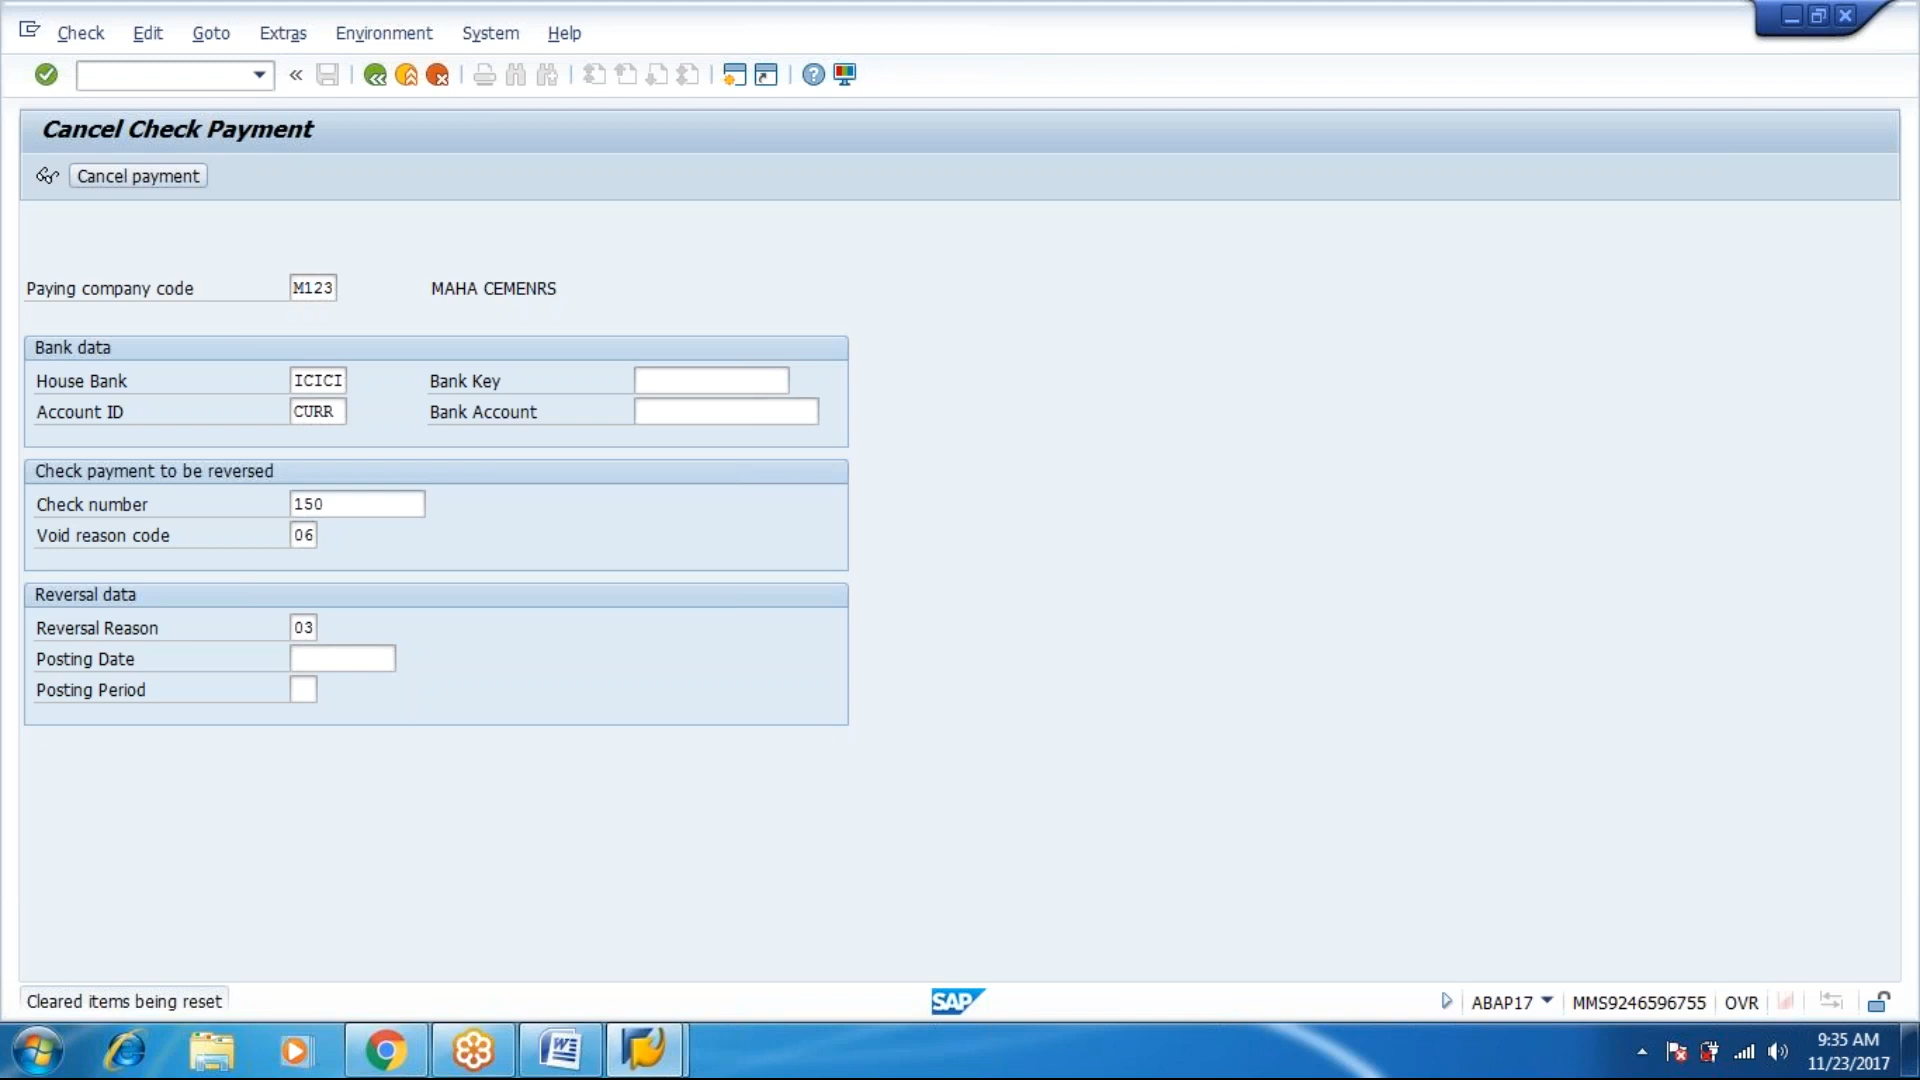 Check Edit Goto Extras Environment System Help
Cancel Check Payment
Cancel payment
Paying company code M123 MAHA CEMENRS
Bank data
House Bank ICICI Bank Key
Account ID CURR Bank Account
Check payment to be reversed
Check number 150
Void reason code 06
Reversal data
Reversal Reason 03
Posting Date
Posting Period
Cleared items being reset SAP ABAP17 MMS9246596755 OVR
9:35 AM
11/23/2017